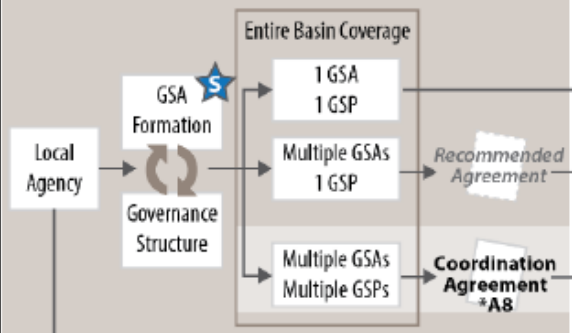 Entire Basin Coverage
S
GSA
Formation
1 GSA
1 GSP
Local
Agency
Multiple GSAs
1 GSP
Recommended
Agreement
Governance
Structure
Multiple GSAs
Multiple GSPs
Coordination
Agreement
*A8